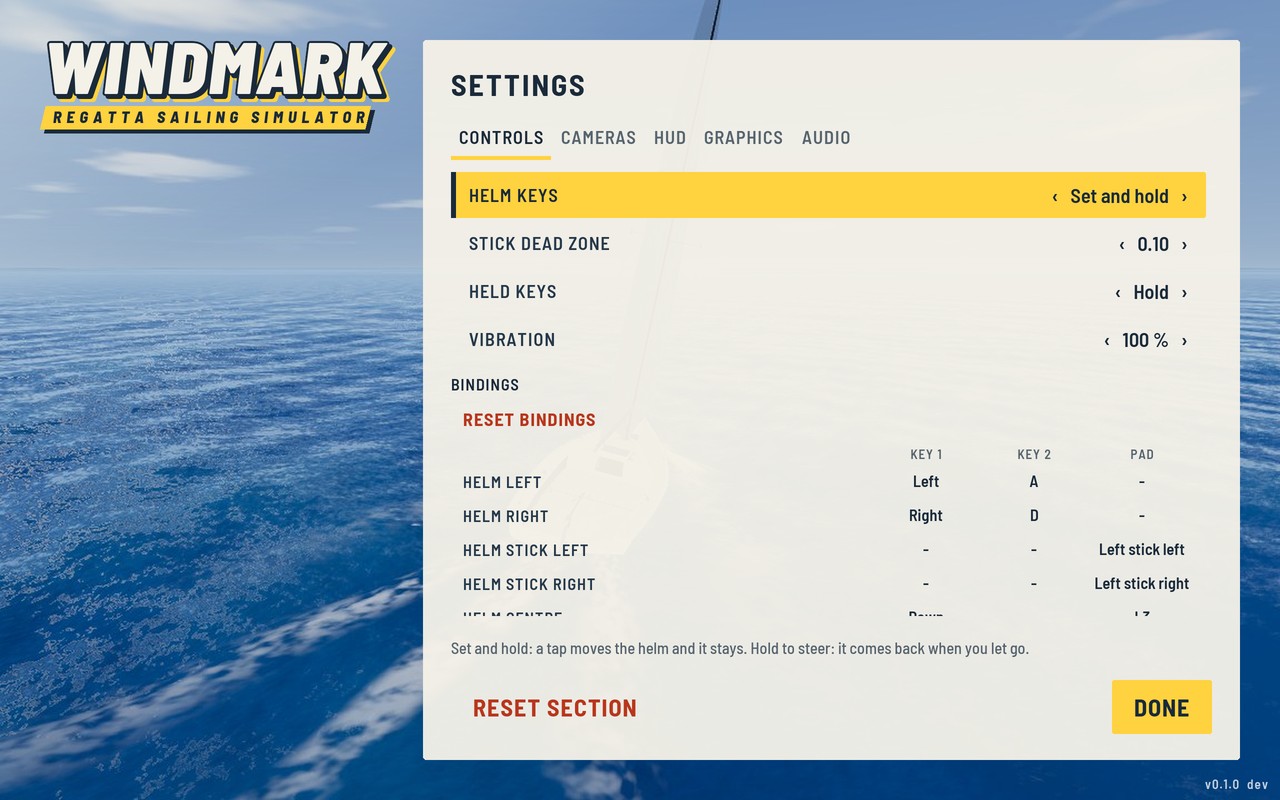 WINDMARK
REGATTA SAILING SIMULATOR
SETTINGS
CONTROLS CAMERAS HUD GRAPHICS AUDIO
HELM KEYS ‹ Set and hold ›
STICK DEAD ZONE ‹ 0.10 ›
HELD KEYS ‹ Hold ›
VIBRATION ‹ 100 % ›
BINDINGS
RESET BINDINGS
KEY 1 KEY 2 PAD
HELM LEFT Left A -
HELM RIGHT Right D -
HELM STICK LEFT - - Left stick left
HELM STICK RIGHT - - Left stick right
HELM CENTRE Down L3
Set and hold: a tap moves the helm and it stays. Hold to steer: it comes back when you let go.
RESET SECTION DONE
v0.1.0 dev